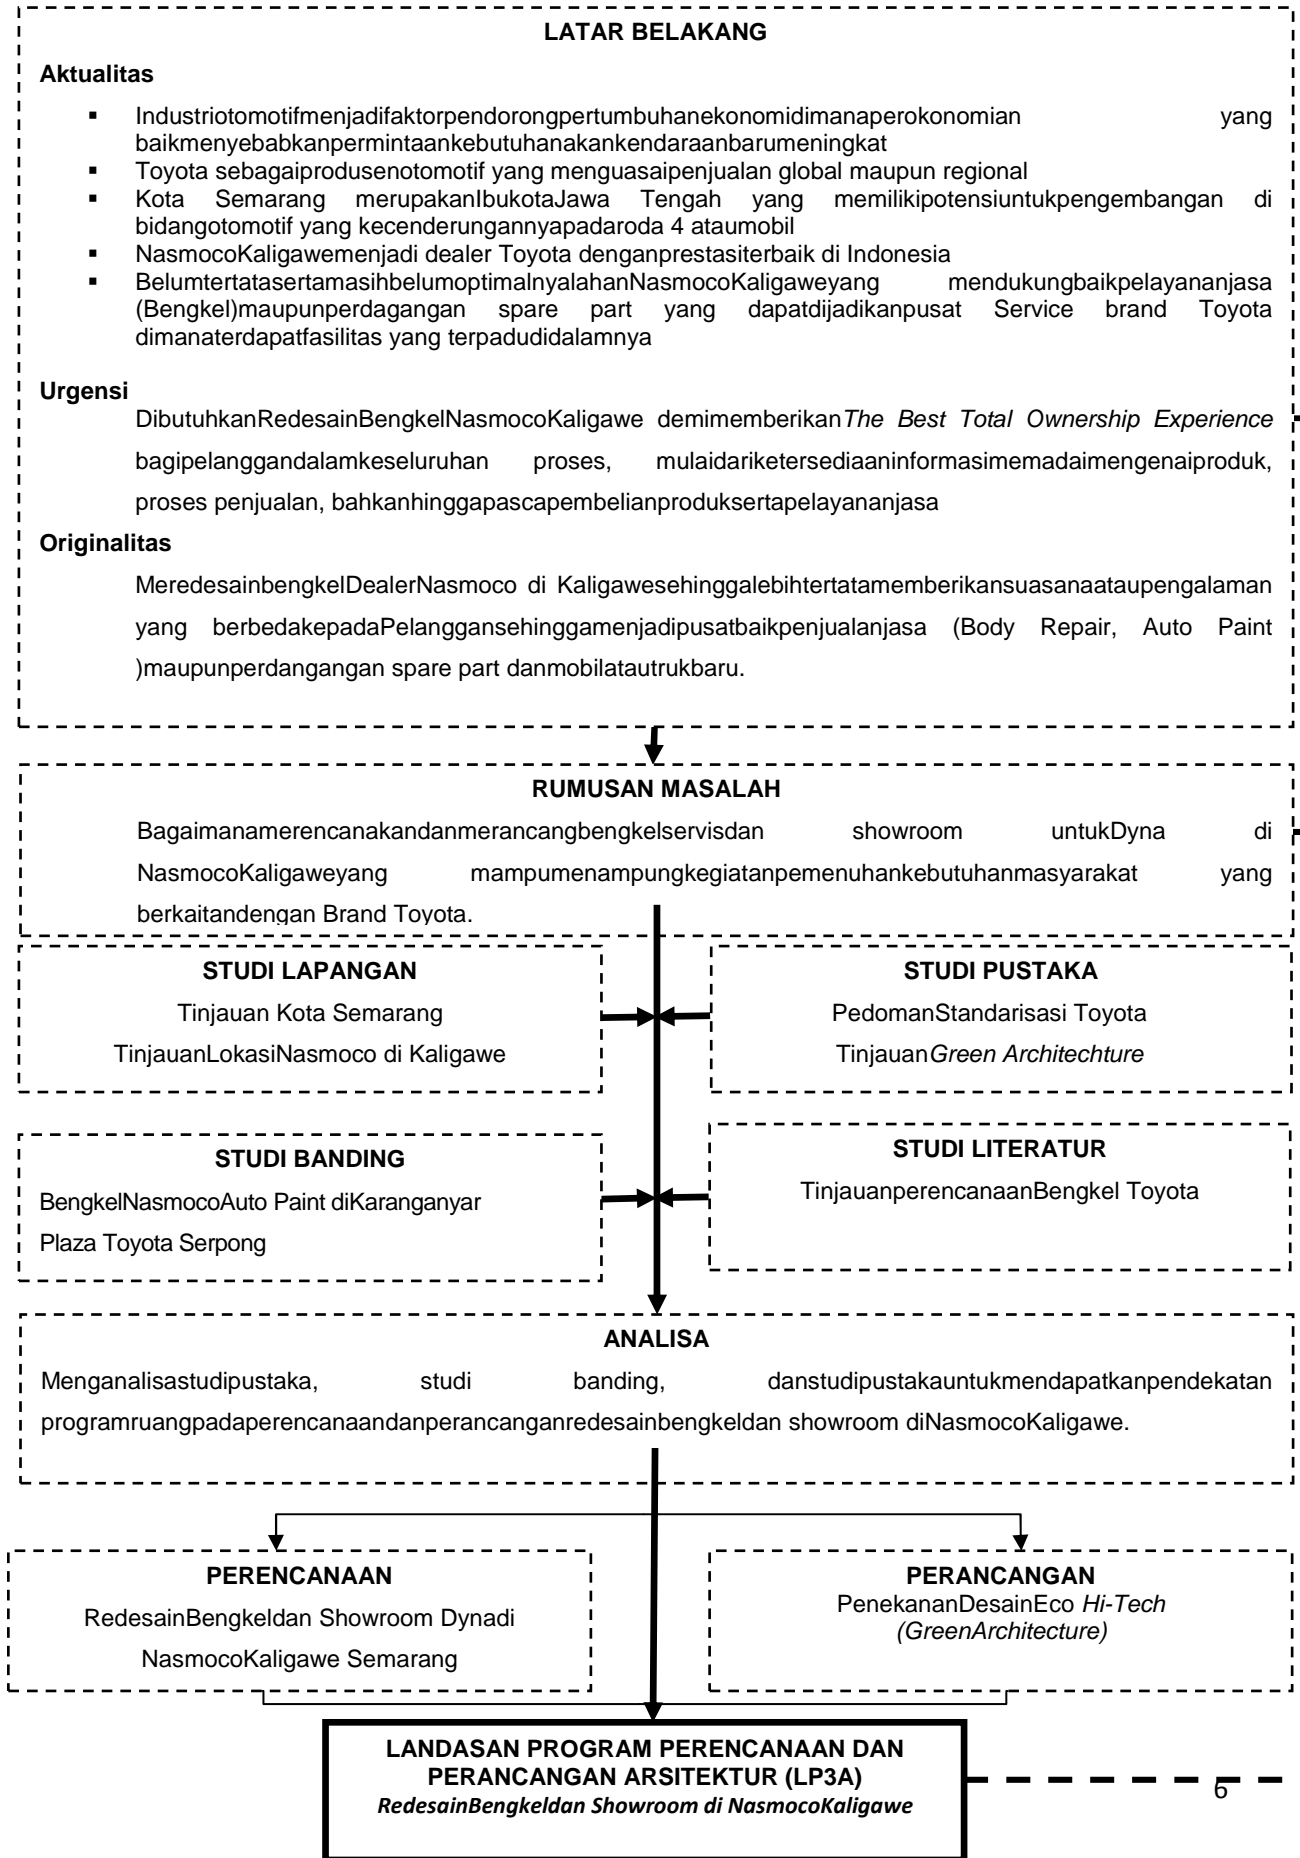 LATAR BELAKANG
Aktualitas
▪ Industriotomotifmenjadifaktorpendorongpertumbuhanekonomidimanaperokonomian yang
baikmenyebabkanpermintaankebutuhanakankendaraanbarumeningkat
▪ Toyota sebagaiprodusenotomotif yang menguasaipenjualan global maupun regional
▪ Kota Semarang merupakanIbukotaJawa Tengah yang memilikipotensiuntukpengembangan di
bidangotomotif yang kecenderungannyapadaroda 4 ataumobil
▪ NasmocoKaligawemenjadi dealer Toyota denganprestasiterbaik di Indonesia
▪ BelumtertatasertamasihbelumoptimalnyalahanNasmocoKaligaweyang mendukungbaikpelayananjasa
(Bengkel)maupunperdagangan spare part yang dapatdijadikanpusat Service brand Toyota
dimanaterdapatfasilitas yang terpadudidalamnya
Urgensi
DibutuhkanRedesainBengkelNasmocoKaligawe demimemberikanThe Best Total Ownership Experience
bagipelanggandalamkeseluruhan proses, mulaidariketersediaaninformasimemadaimengenaiproduk,
proses penjualan, bahkanhinggapascapembelianproduksertapelayananjasa
Originalitas
MeredesainbengkelDealerNasmoco di Kaligawesehinggalebihtertatamemberikansuasanaataupengalaman
yang berbedakepadaPelanggansehinggamenjadipusatbaikpenjualanjasa (Body Repair, Auto Paint
)maupunperdangangan spare part danmobilatautrukbaru.
RUMUSAN MASALAH
Bagaimanamerencanakandanmerancangbengkelservisdan showroom untukDyna di
NasmocoKaligaweyang mampumenampungkegiatanpemenuhankebutuhanmasyarakat yang
berkaitandengan Brand Toyota.
STUDI LAPANGAN
Tinjauan Kota Semarang
TinjauanLokasiNasmoco di Kaligawe
STUDI PUSTAKA
PedomanStandarisasi Toyota
TinjauanGreen Architechture
STUDI BANDING
BengkelNasmocoAuto Paint diKaranganyar
Plaza Toyota Serpong
STUDI LITERATUR
TinjauanperencanaanBengkel Toyota
ANALISA
Menganalisastudipustaka, studi banding, danstudipustakauntukmendapatkanpendekatan
programruangpadaperencanaandanperancanganredesainbengkeldan showroom diNasmocoKaligawe.
PERENCANAAN
RedesainBengkeldan Showroom Dynadi
NasmocoKaligawe Semarang
PERANCANGAN
PenekananDesainEco Hi-Tech
(GreenArchitecture)
LANDASAN PROGRAM PERENCANAAN DAN
PERANCANGAN ARSITEKTUR (LP3A)
RedesainBengkeldan Showroom di NasmocoKaligawe
6